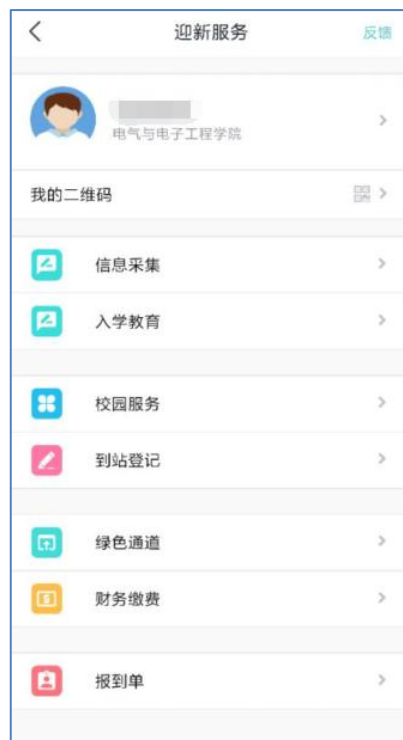 迎新服务
反馈
电气与电子工程学院
我的二维码
信息采集
入学教育
校园服务
到站登记
绿色通道
财务缴费
报到单